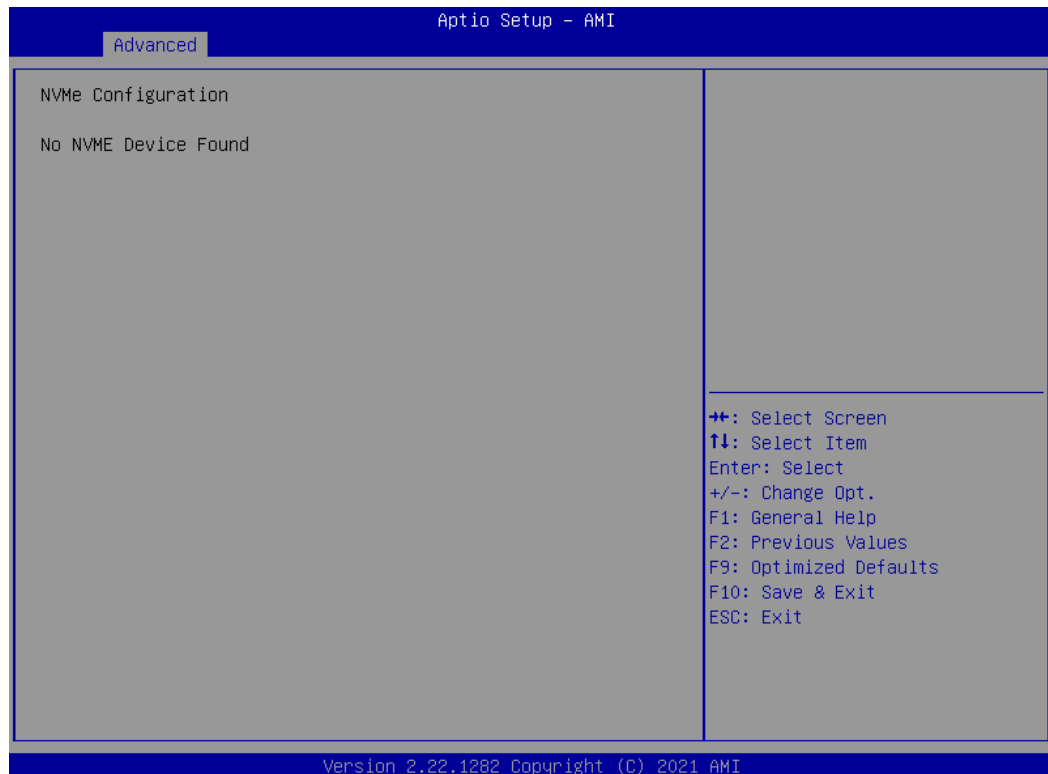 Aptio Setup – AMI
Advanced
NVMe Configuration
No NVME Device Found
→←: Select Screen
↑↓: Select Item
Enter: Select
+/-: Change Opt.
F1: General Help
F2: Previous Values
F9: Optimized Defaults
F10: Save & Exit
ESC: Exit
Version 2.22.1282 Copyright (C) 2021 AMI